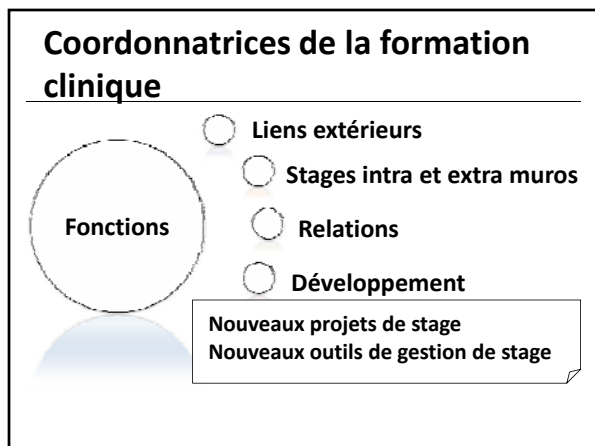 Coordonnatrices de la formation
clinique
Liens extérieurs
Stages intra et extra muros
Fonctions
Relations
Développement
Nouveaux projets de stage
Nouveaux outils de gestion de stage